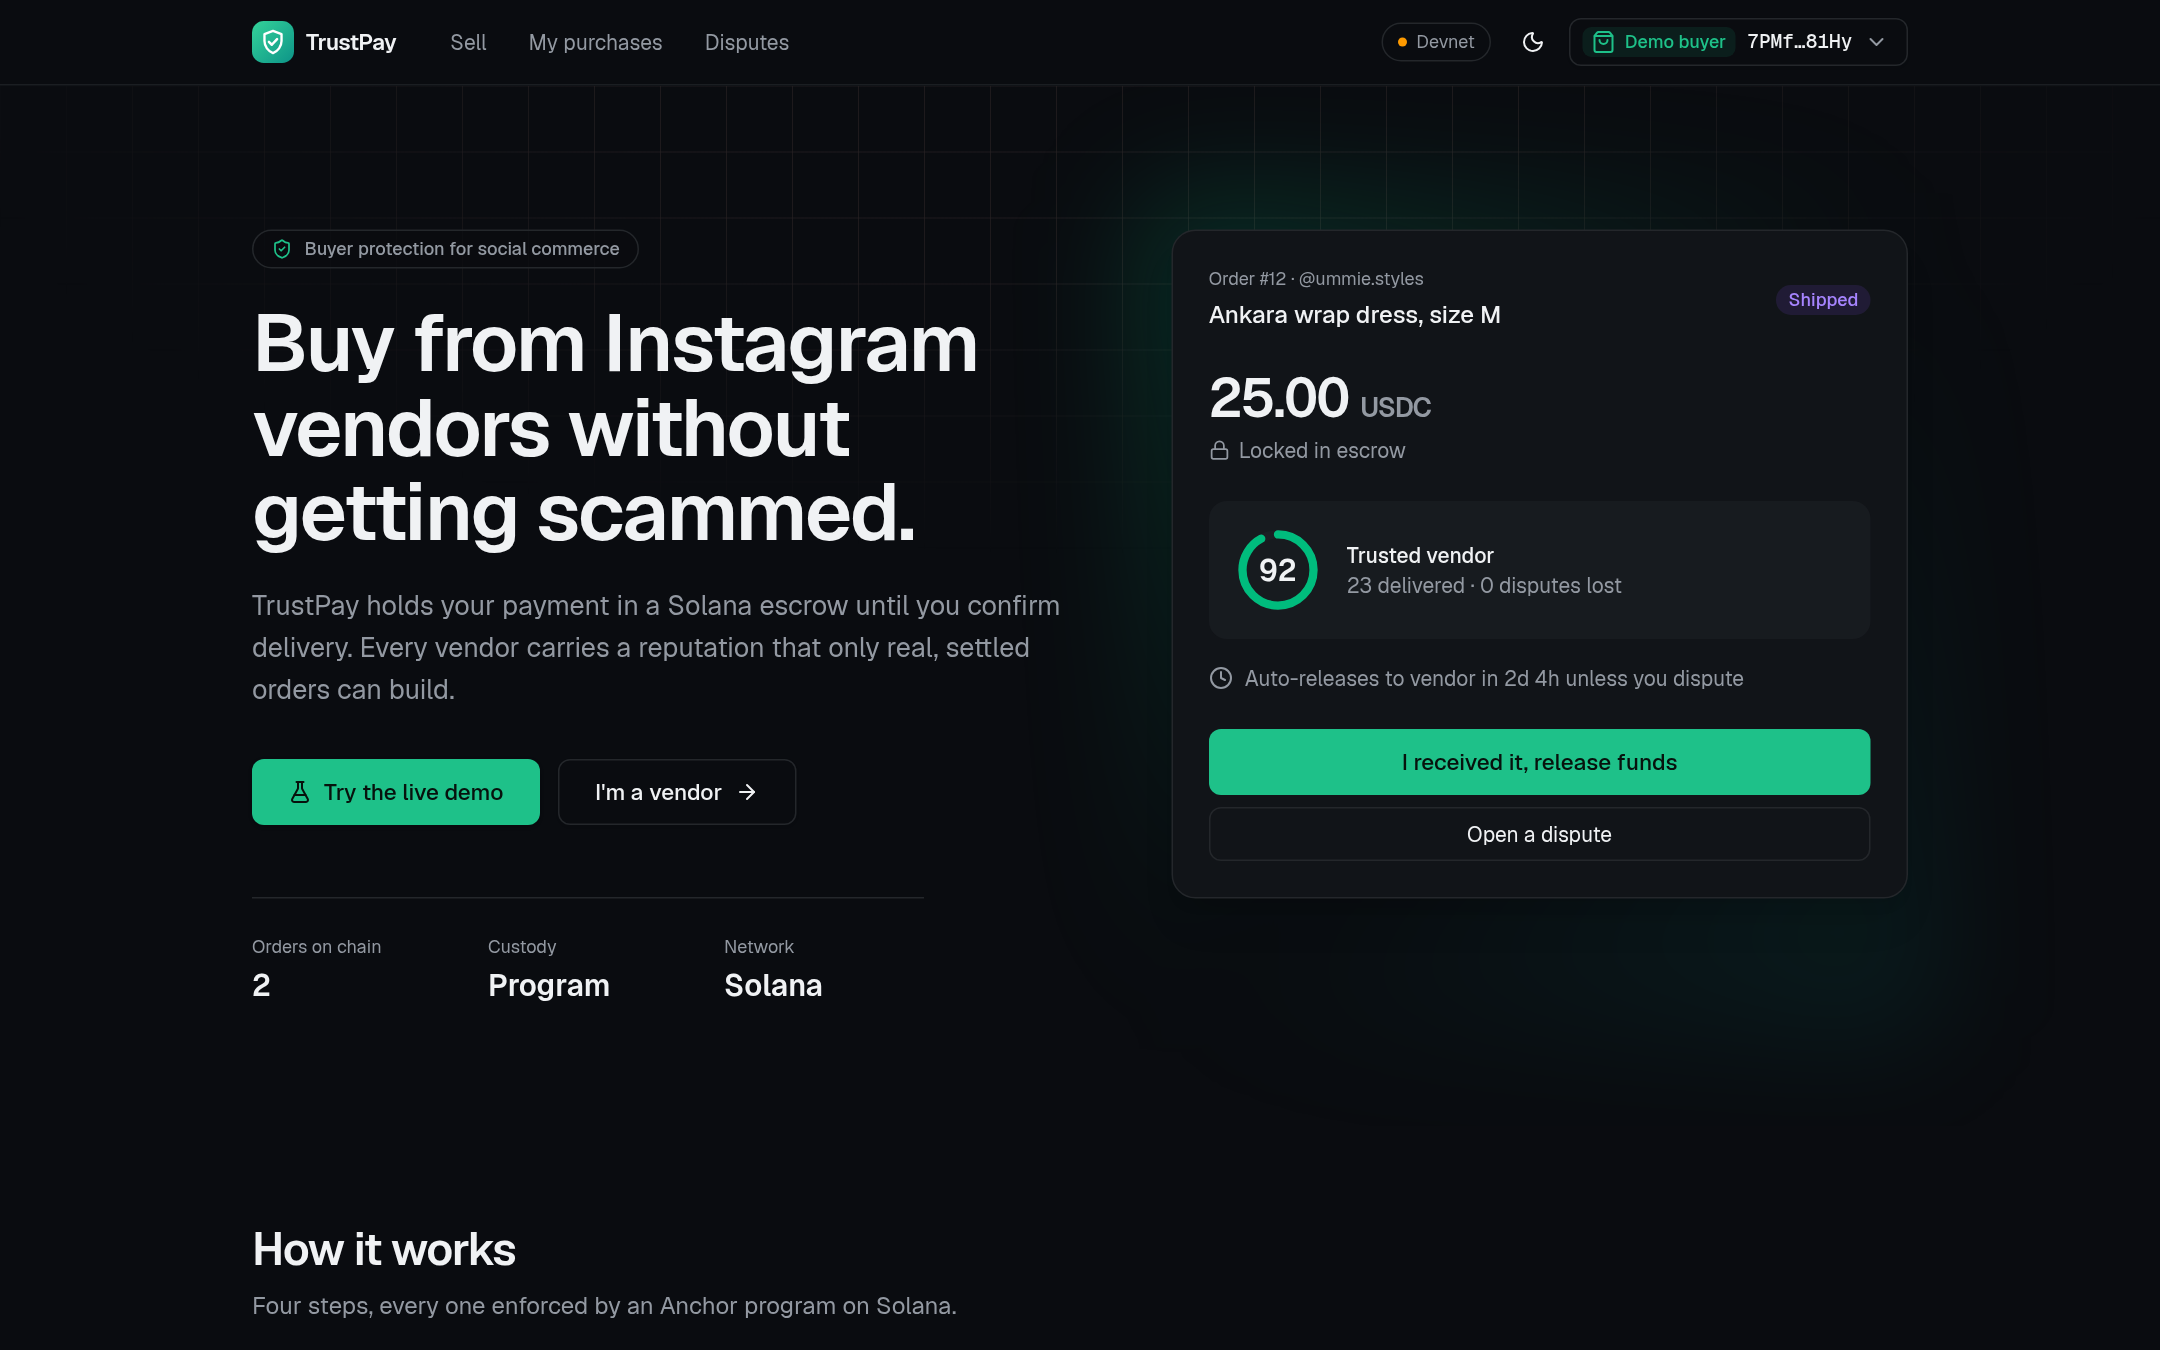 TrustPay
Sell
My purchases
Disputes
Devnet
Demo buyer
7PMf…81Hy
Buyer protection for social commerce
Buy from Instagram
vendors without
getting scammed.
TrustPay holds your payment in a Solana escrow until you confirm
delivery. Every vendor carries a reputation that only real, settled
orders can build.
Try the live demo
I'm a vendor
Orders on chain
2
Custody
Program
Network
Solana
Order #12 · @ummie.styles
Ankara wrap dress, size M
Shipped
25.00 USDC
Locked in escrow
92
Trusted vendor
23 delivered · 0 disputes lost
Auto-releases to vendor in 2d 4h unless you dispute
I received it, release funds
Open a dispute
How it works
Four steps, every one enforced by an Anchor program on Solana.